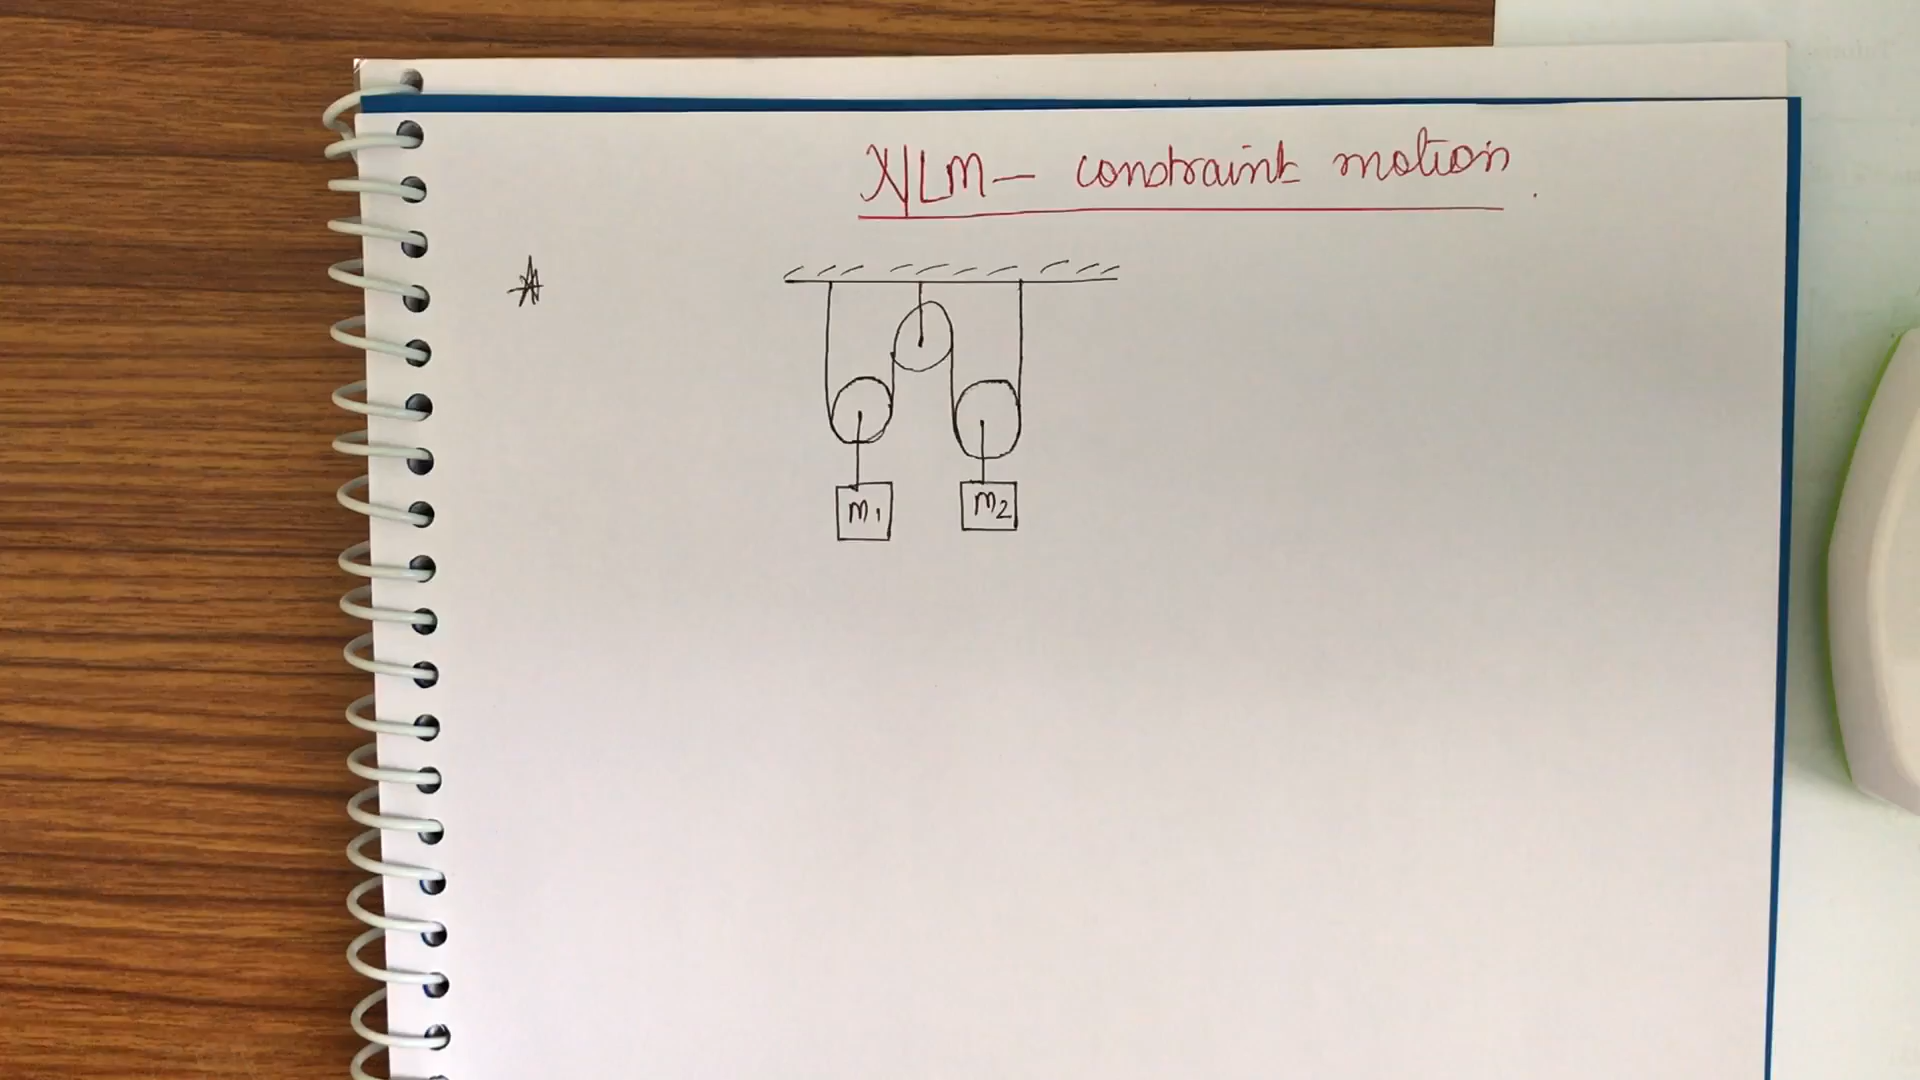 NLM – constraint motion.
m1
m2